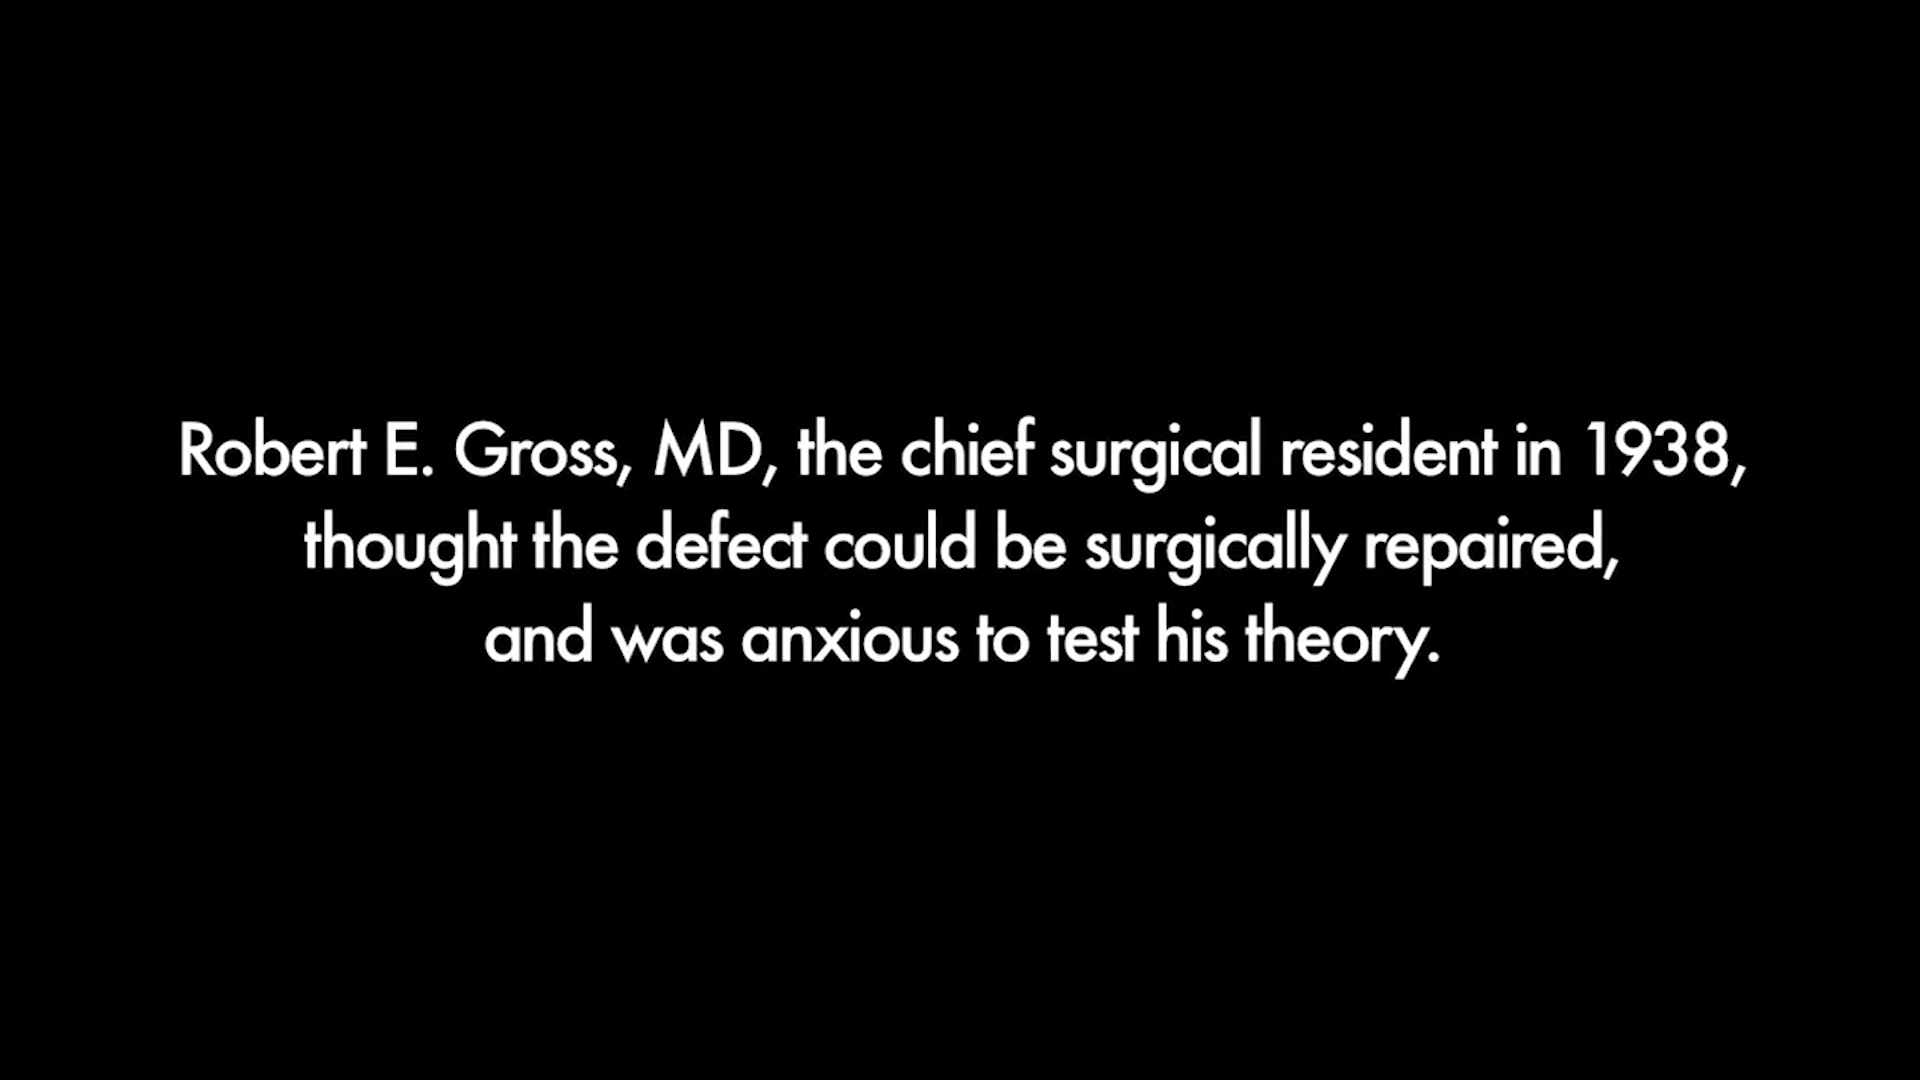 Robert E. Gross, MD, the chief surgical resident in 1938,
thought the defect could be surgically repaired,
and was anxious to test his theory.